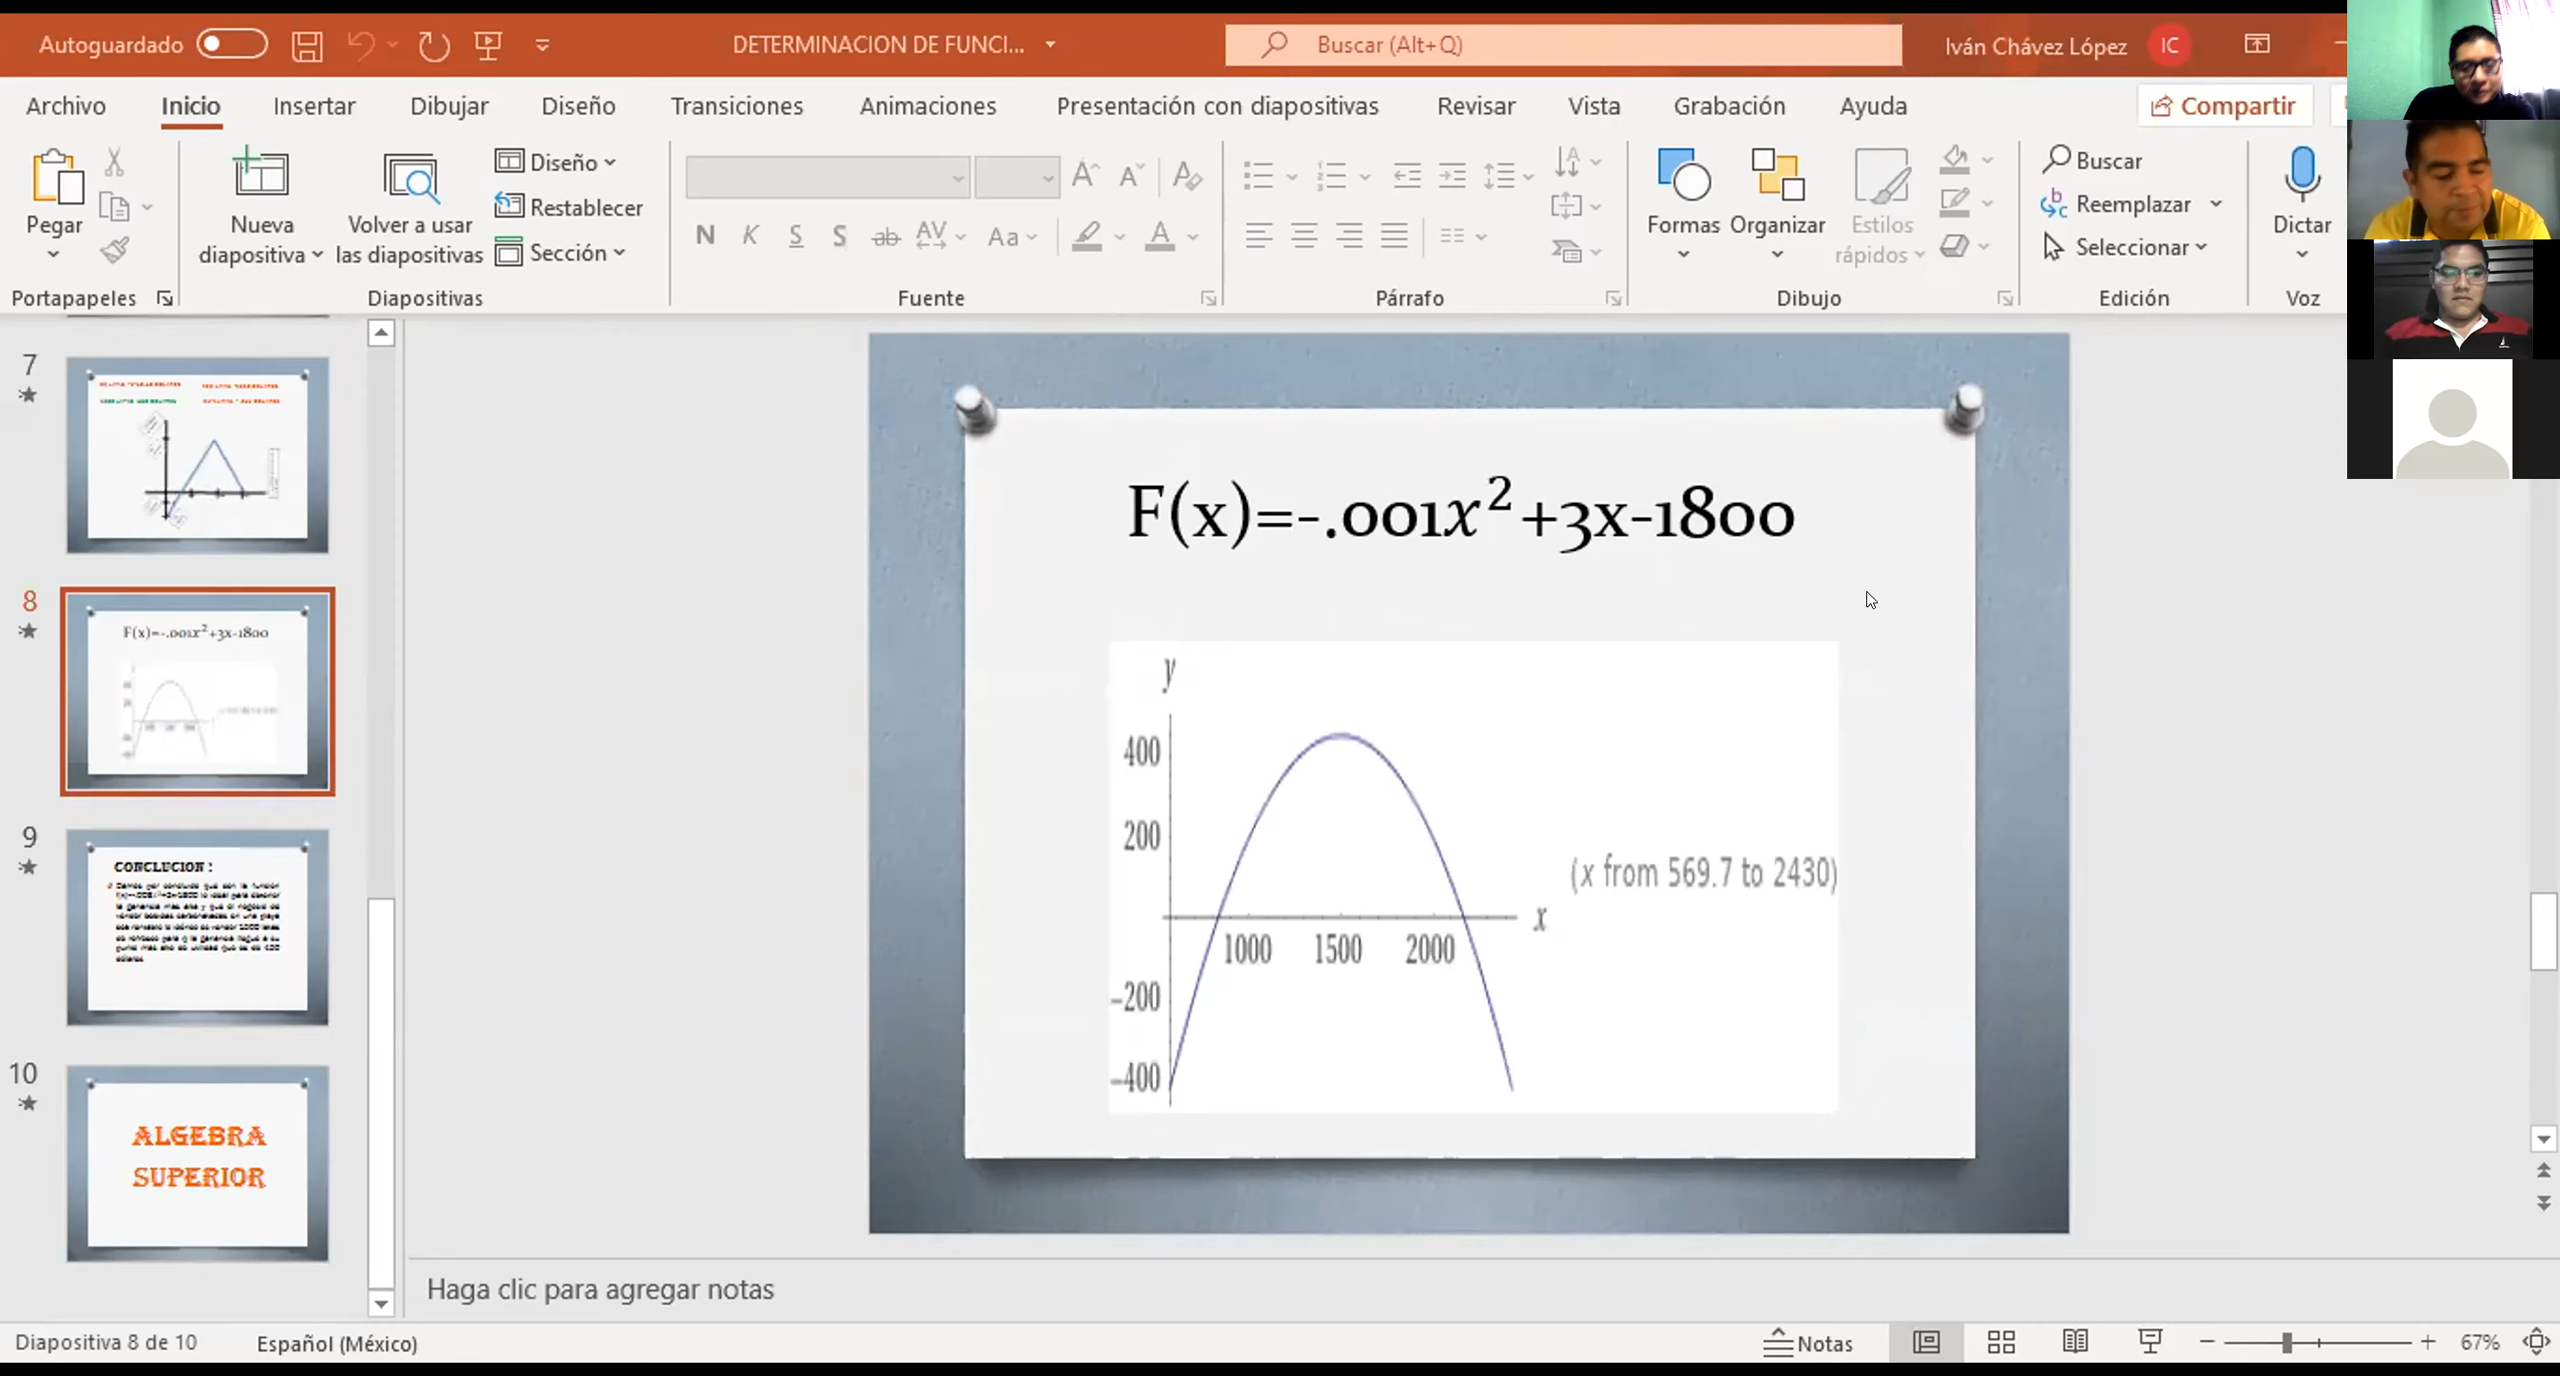 Autoguardado
DETERMINACION DE FUNCI...
Buscar (Alt+Q)
Iván Chávez López
IC
Archivo Inicio Insertar Dibujar Diseño Transiciones Animaciones Presentación con diapositivas Revisar Vista Grabación Ayuda
Compartir
Pegar
Nueva diapositiva
Volver a usar las diapositivas
Diseño
Restablecer
Sección
N K S S ab AV Aa A
Formas
Organizar
Estilos rápidos
Buscar
Reemplazar
Seleccionar
Dictar
Portapapeles
Diapositivas
Fuente
Párrafo
Dibujo
Edición
Voz
7
8
F(x)=-.001x²+3x-1800
9
CONCLUCION :
10
ALGEBRA
SUPERIOR
F(x)=-.001x²+3x-1800
y
400
200
(x from 569.7 to 2430)
x
1000 1500 2000
-200
-400
Haga clic para agregar notas
Diapositiva 8 de 10
Español (México)
Notas
67%